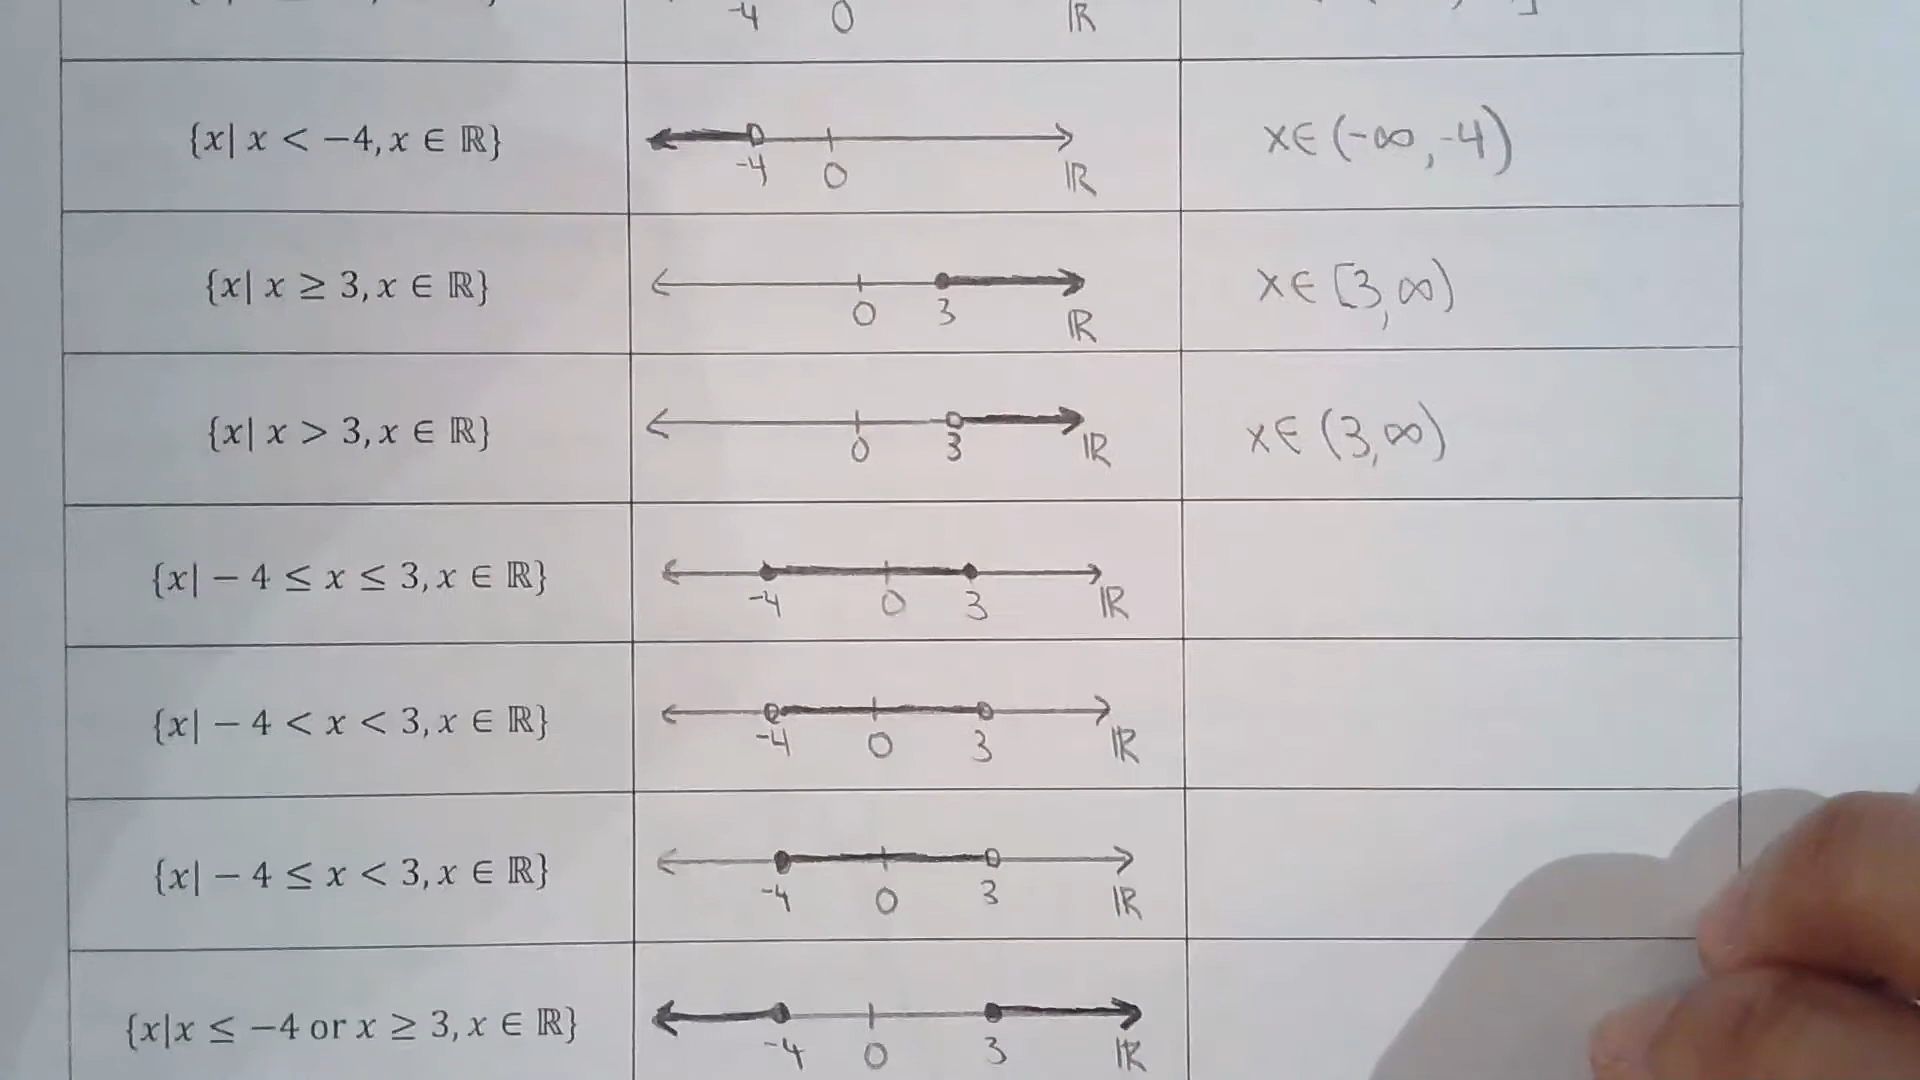 -4 0 ℝ
{x| x < −4, x ∈ ℝ} -4 0 ℝ x∈(-∞,-4)
{x| x ≥ 3, x ∈ ℝ} 0 3 ℝ x∈[3,∞)
{x| x > 3, x ∈ ℝ} 0 3 ℝ x∈(3,∞)
{x| − 4 ≤ x ≤ 3, x ∈ ℝ} -4 0 3 ℝ
{x| − 4 < x < 3, x ∈ ℝ} -4 0 3 ℝ
{x| − 4 ≤ x < 3, x ∈ ℝ} -4 0 3 ℝ
{x|x ≤ −4 or x ≥ 3, x ∈ ℝ} -4 0 3 ℝ